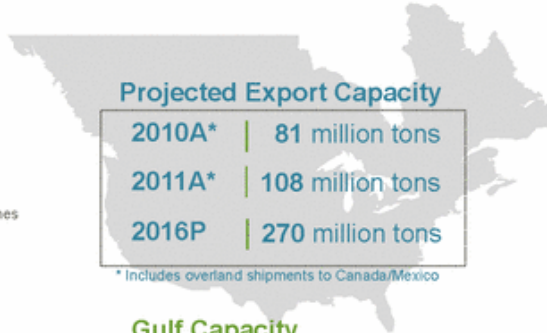 Projected Export Capacity
2010A* 81 million tons
2011A* 108 million tons
2016P 270 million tons
* Includes overland shipments to Canada/Mexico
Gulf Capacity